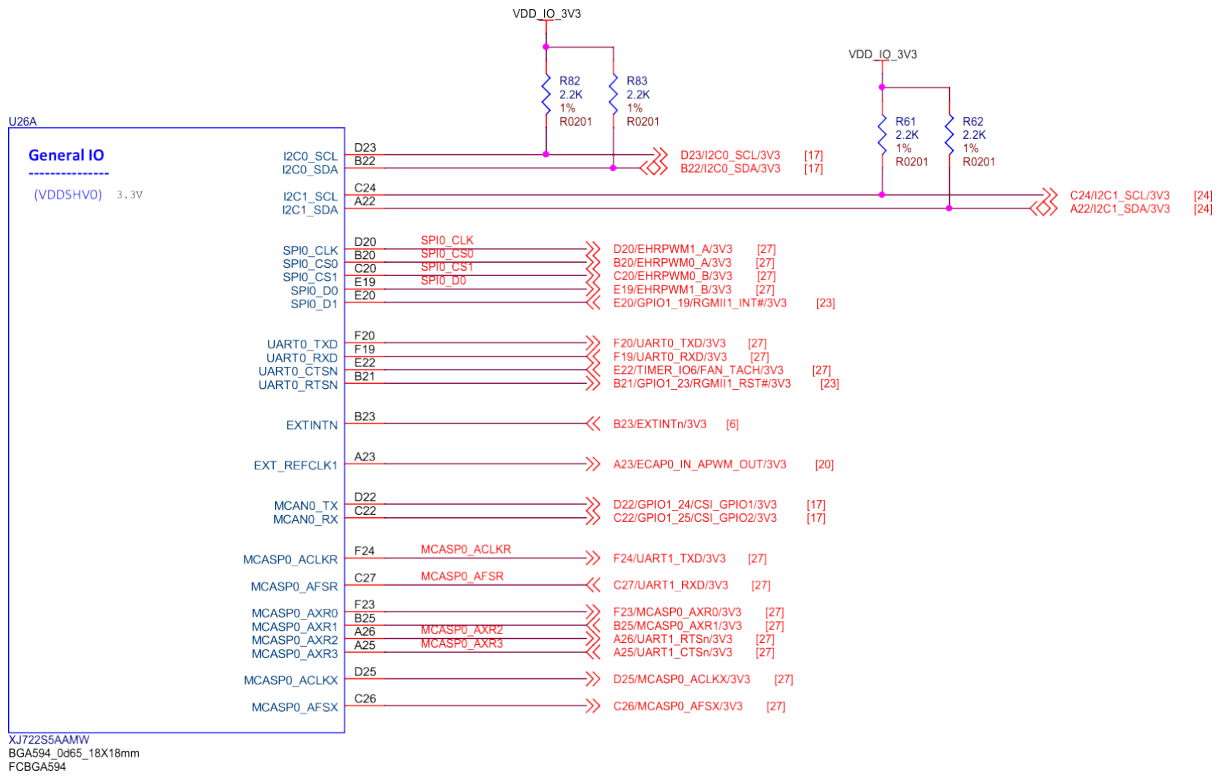 VDD_IO_3V3
VDD_IO_3V3
R82
2.2K
1%
R0201
R83
2.2K
1%
R0201
R61
2.2K
1%
R0201
R62
2.2K
1%
R0201
U26A
General IO
--------------
(VDDSHV0) 3.3V
I2C0_SCL D23 D23/I2C0_SCL/3V3 [17]
I2C0_SDA B22 B22/I2C0_SDA/3V3 [17]
I2C1_SCL C24 C24/I2C1_SCL/3V3 [24]
I2C1_SDA A22 A22/I2C1_SDA/3V3 [24]
SPI0_CLK D20 SPI0_CLK D20/EHRPWM1_A/3V3 [27]
SPI0_CS0 B20 SPI0_CS0 B20/EHRPWM0_A/3V3 [27]
SPI0_CS1 C20 SPI0_CS1 C20/EHRPWM0_B/3V3 [27]
SPI0_D0 E19 SPI0_D0 E19/EHRPWM1_B/3V3 [27]
SPI0_D1 E20 E20/GPIO1_19/RGMII1_INT#/3V3 [23]
UART0_TXD F20 F20/UART0_TXD/3V3 [27]
UART0_RXD F19 F19/UART0_RXD/3V3 [27]
UART0_CTSN E22 E22/TIMER_IO6/FAN_TACH/3V3 [27]
UART0_RTSN B21 B21/GPIO1_23/RGMII1_RST#/3V3 [23]
EXTINTN B23 B23/EXTINTn/3V3 [6]
EXT_REFCLK1 A23 A23/ECAP0_IN_APWM_OUT/3V3 [20]
MCAN0_TX D22 D22/GPIO1_24/CSI_GPIO1/3V3 [17]
MCAN0_RX C22 C22/GPIO1_25/CSI_GPIO2/3V3 [17]
MCASP0_ACLKR F24 MCASP0_ACLKR F24/UART1_TXD/3V3 [27]
MCASP0_AFSR C27 MCASP0_AFSR C27/UART1_RXD/3V3 [27]
MCASP0_AXR0 F23 F23/MCASP0_AXR0/3V3 [27]
MCASP0_AXR1 B25 B25/MCASP0_AXR1/3V3 [27]
MCASP0_AXR2 A26 MCASP0_AXR2 A26/UART1_RTSn/3V3 [27]
MCASP0_AXR3 A25 MCASP0_AXR3 A25/UART1_CTSn/3V3 [27]
MCASP0_ACLKX D25 D25/MCASP0_ACLKX/3V3 [27]
MCASP0_AFSX C26 C26/MCASP0_AFSX/3V3 [27]
XJ722S5AAMW
BGA594_0d65_18X18mm
FCBGA594